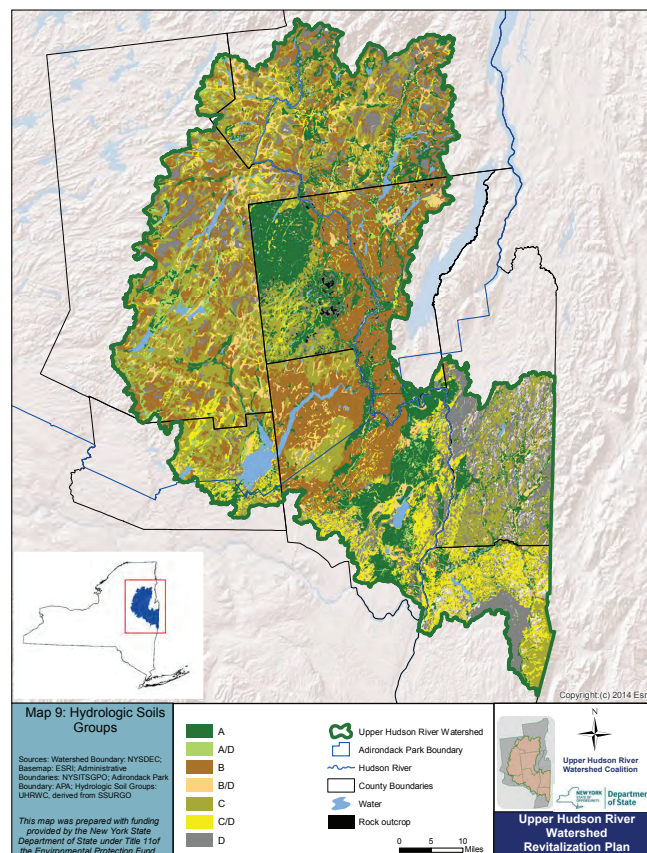 Copyright:(c) 2014 Esri
Map 9: Hydrologic Soils
Groups
Sources: Watershed Boundary: NYSDEC;
Basemap: ESRI; Administrative
Boundaries: NYSITSGPO; Adirondack Park
Boundary: APA; Hydrologic Soil Groups:
UHRWC, derived from SSURGO
This map was prepared with funding
provided by the New York State
Department of State under Title 11of
the Environmental Protection Fund
A
A/D
B
B/D
C
C/D
D
Upper Hudson River Watershed
Adirondack Park Boundary
Hudson River
County Boundaries
Water
Rock outcrop
0 5 10
Miles
N
Upper Hudson River
Watershed Coalition
NEW YORK
STATE OF
OPPORTUNITY
Department
of State
Upper Hudson River
Watershed
Revitalization Plan